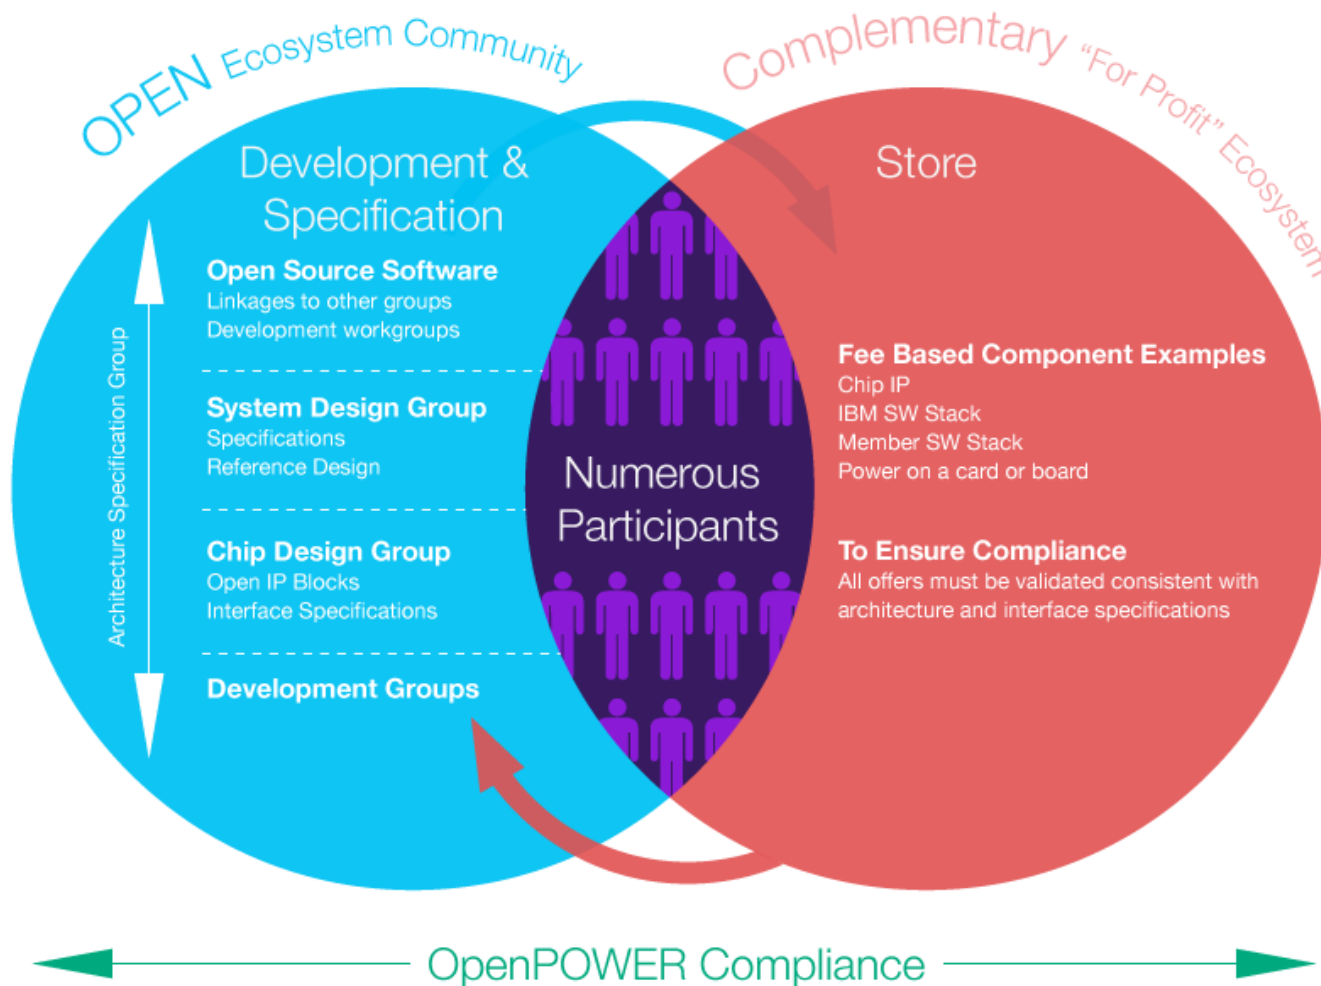 OPEN Ecosystem Community
Complementary “For Profit” Ecosystem
Development &
Specification
Open Source Software
Linkages to other groups
Development workgroups
System Design Group
Specifications
Reference Design
Chip Design Group
Open IP Blocks
Interface Specifications
Development Groups
Architecture Specification Group
Numerous
Participants
Store
Fee Based Component Examples
Chip IP
IBM SW Stack
Member SW Stack
Power on a card or board
To Ensure Compliance
All offers must be validated consistent with
architecture and interface specifications
OpenPOWER Compliance